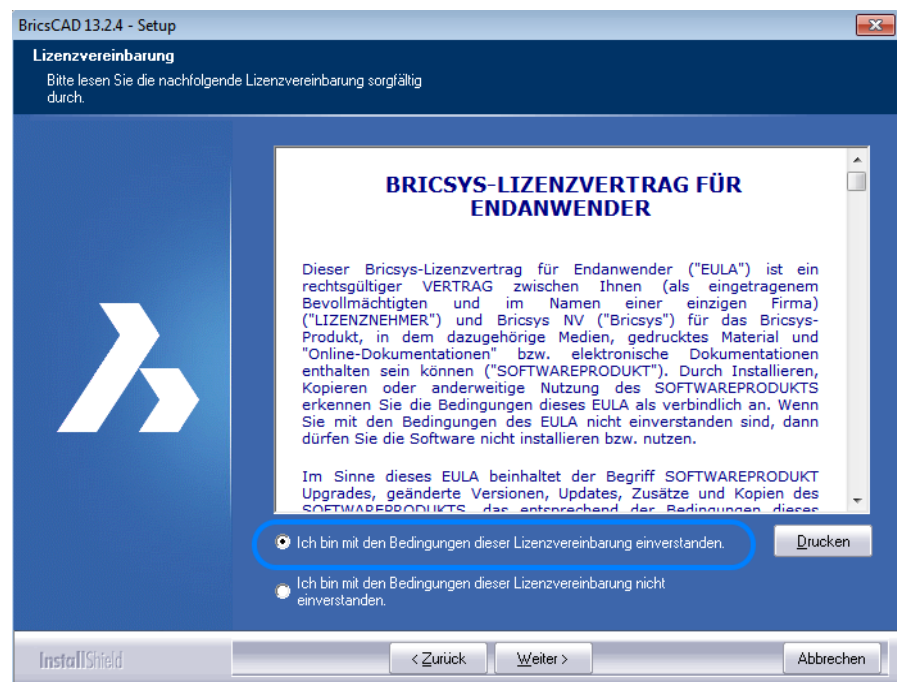 BricsCAD 13.2.4 - Setup
Lizenzvereinbarung
Bitte lesen Sie die nachfolgende Lizenzvereinbarung sorgfältig
durch.
BRICSYS-LIZENZVERTRAG FÜR
ENDANWENDER
Dieser Bricsys-Lizenzvertrag für Endanwender ("EULA") ist ein
rechtsgültiger VERTRAG zwischen Ihnen (als eingetragenem
Bevollmächtigten und im Namen einer einzigen Firma)
("LIZENZNEHMER") und Bricsys NV ("Bricsys") für das Bricsys-
Produkt, in dem dazugehörige Medien, gedrucktes Material und
"Online-Dokumentationen" bzw. elektronische Dokumentationen
enthalten sein können ("SOFTWAREPRODUKT"). Durch Installieren,
Kopieren oder anderweitige Nutzung des SOFTWAREPRODUKTS
erkennen Sie die Bedingungen dieses EULA als verbindlich an. Wenn
Sie mit den Bedingungen des EULA nicht einverstanden sind, dann
dürfen Sie die Software nicht installieren bzw. nutzen.
Im Sinne dieses EULA beinhaltet der Begriff SOFTWAREPRODUKT
Upgrades, geänderte Versionen, Updates, Zusätze und Kopien des
SOFTWAREPRODUKTS, das entsprechend der Bedingungen dieses
Ich bin mit den Bedingungen dieser Lizenzvereinbarung einverstanden.
Drucken
Ich bin mit den Bedingungen dieser Lizenzvereinbarung nicht
einverstanden.
InstallShield
< Zurück
Weiter >
Abbrechen